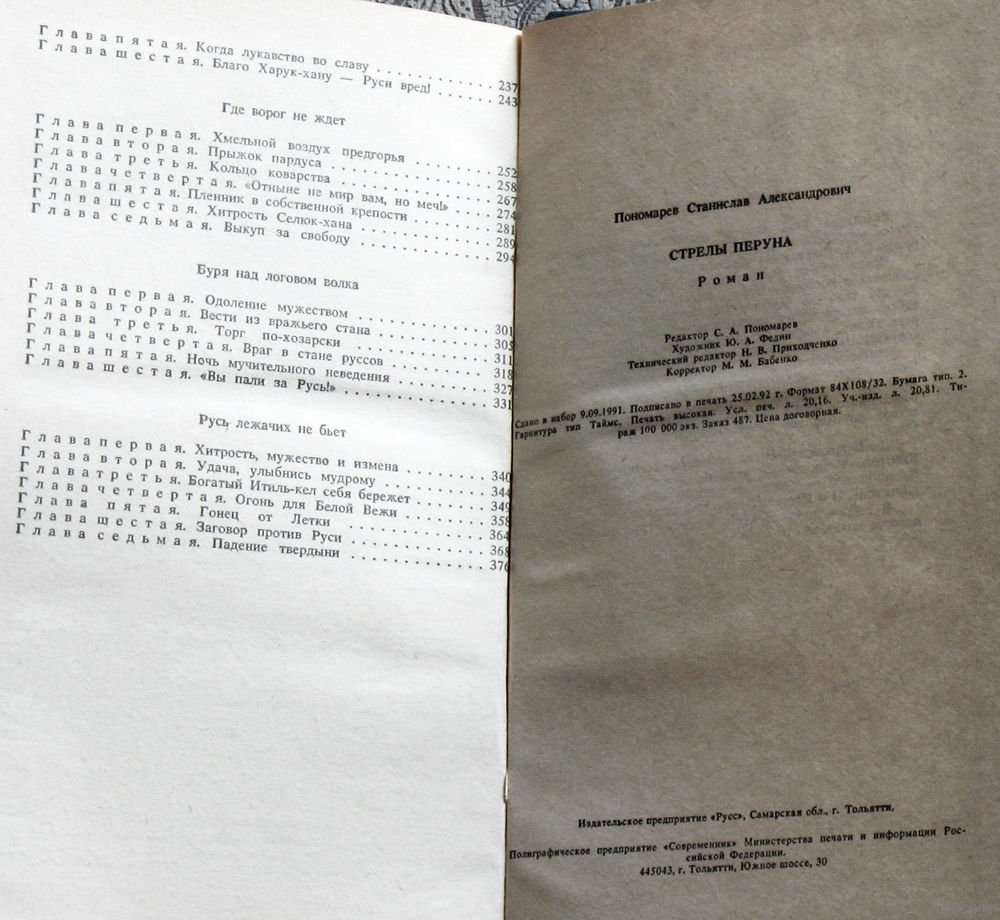 Глава пятая. Когда лукавство во славу . . . . . . . . . . . . 237
Глава шестая. Благо Харук-хану — Руси вред! . . . . . . 243
Где ворог не ждет
Глава первая. Хмельной воздух предгорья . . . . . . . . . 252
Глава вторая. Прыжок пардуса . . . . . . . . . . . . . . . 258
Глава третья. Кольцо коварства . . . . . . . . . . . . . . 267
Глава четвертая. «Отныне не мир вам, но меч!» . . . . 274
Глава пятая. Пленник в собственной крепости . . . . . . 281
Глава шестая. Хитрость Селюк-хана . . . . . . . . . . . 289
Глава седьмая. Выкуп за свободу . . . . . . . . . . . . 294
Буря над логовом волка
Глава первая. Одоление мужеством . . . . . . . . . . . . 301
Глава вторая. Вести из вражьего стана . . . . . . . . . . 305
Глава третья. Торг по-хозарски . . . . . . . . . . . . 311
Глава четвертая. Враг в стане руссов . . . . . . . . . . 318
Глава пятая. Ночь мучительного неведения . . . . . . . . 327
лава шестая. «Вы пали за Русь!» . . . . . . . . . . . . 331
Русь лежачих не бьет
Глава первая. Хитрость, мужество и измена . . . . . . . . 340
Глава вторая. Удача, улыбнись мудрому . . . . . . . . . . 344
Глава третья. Богатый Итиль-кел себя бережет . . . . . . 349
Глава четвертая. Огонь для Белой Вежи . . . . . . . . 358
Глава пятая. Гонец от Летки . . . . . . . . . . . . 364
Глава шестая. Заговор против Руси . . . . . . . . . . . 368
Глава седьмая. Падение твердыни . . . . . . . . . . . . 376
Пономарев Станислав Александрович
СТРЕЛЫ ПЕРУНА
Роман
Редактор С. А. Пономарев
Художник Ю. А. Федин
Технический редактор Н. В. Приходченко
Корректор М. М. Бабенко
Сдано в набор 9.09.1991. Подписано в печать 25.02.92 г. Формат 84X108/32. Бумага тип. 2.
Гарнитура тип Таймс. Печать высокая. Усл. печ. л. 20,16. Уч.-изд. л. 20,81. Ти-
раж 100 000 экз. Заказ 487. Цена договорная.
Издательское предприятие «Русс», Самарская обл., г. Тольятти,
Полиграфическое предприятие «Современник» Министерства печати и информации Рос-
сийской Федерации.
445043, г. Тольятти, Южное шоссе, 30